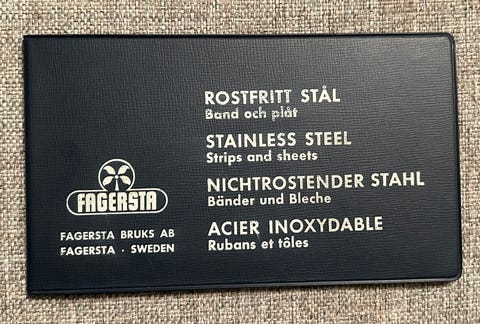 ROSTFRITT STÅL
Band och plåt
STAINLESS STEEL
Strips and sheets
NICHTROSTENDER STAHL
Bänder und Bleche
ACIER INOXYDABLE
Rubans et tôles
FAGERSTA
FAGERSTA BRUKS AB
FAGERSTA · SWEDEN